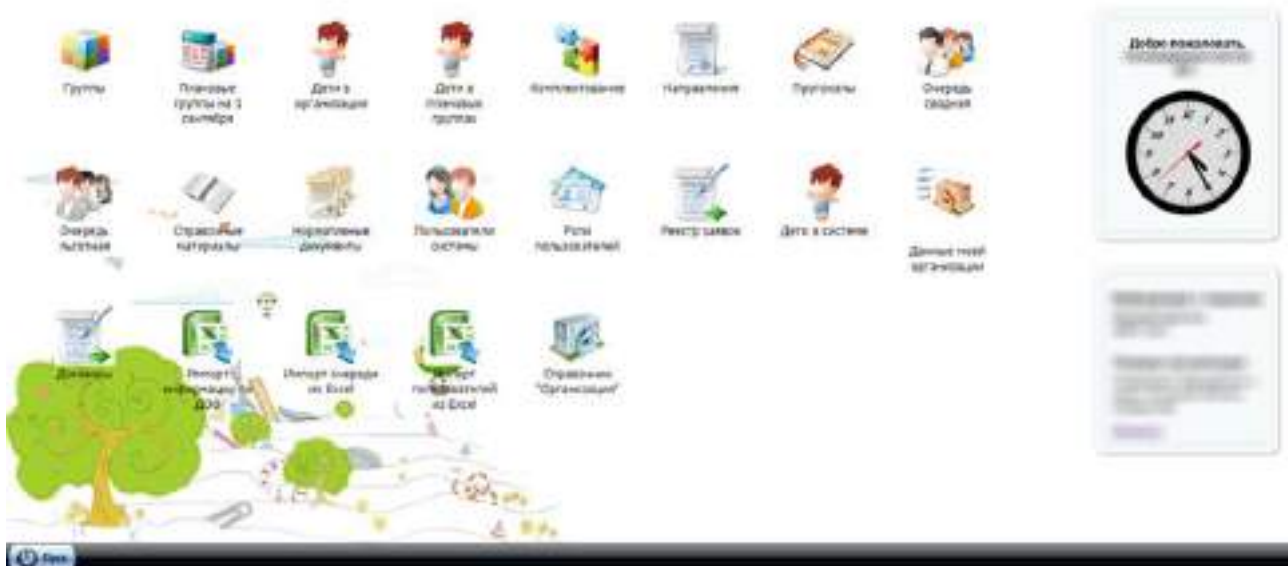 Группы
Плановые
группы на 1
сентября
Дети в
организации
Дети в
плановых
группах
Комплектование
Направления
Протоколы
Очередь
сводная
Очередь
льготная
Справочные
материалы
Нормативные
документы
Пользователи
системы
Роли
пользователей
Реестр заявок
Дети в системе
Данные моей
организации
Договоры
Импорт
информации по
ДОО
Импорт очереди
из Excel
Импорт
пользователей
из Excel
Справочник
"Организации"
Добро пожаловать,
Пуск